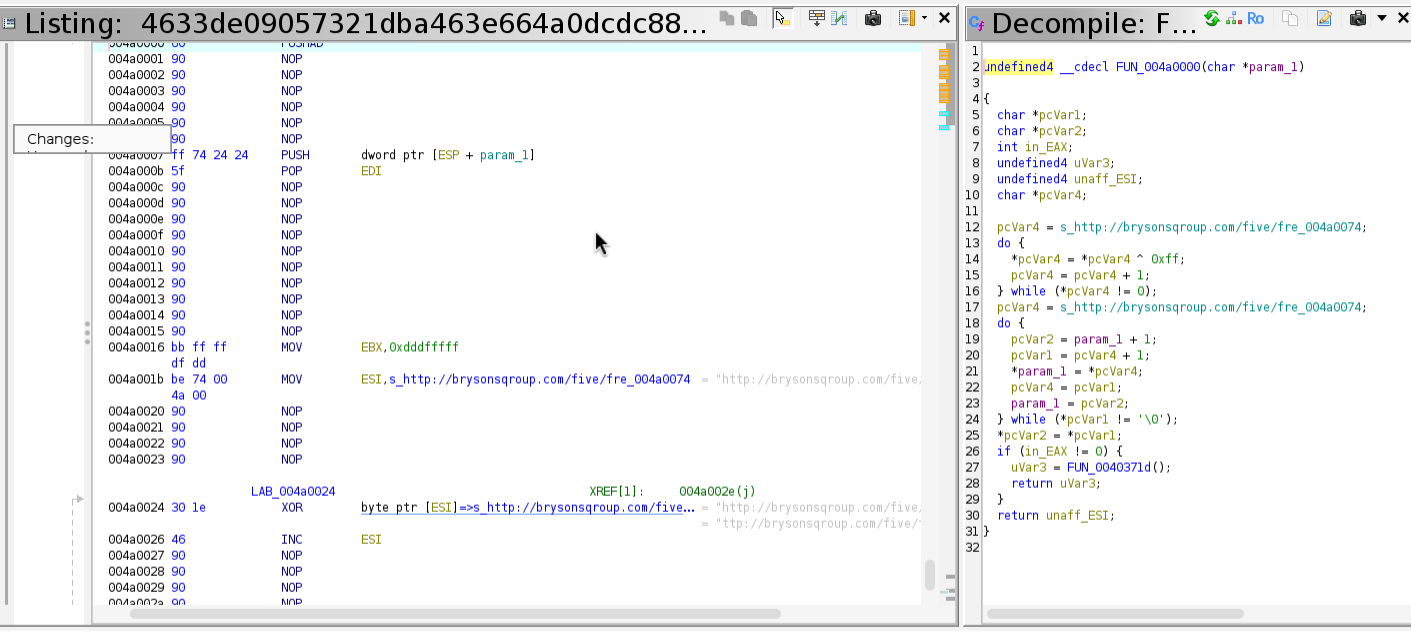 Listing: 4633de09057321dba463e664a0dcdc88...
004a0000 60 PUSHAD
004a0001 90 NOP
004a0002 90 NOP
004a0003 90 NOP
004a0004 90 NOP
004a0005 90 NOP
90 NOP
Changes:
004a0007 ff 74 24 24 PUSH dword ptr [ESP + param_1]
004a000b 5f POP EDI
004a000c 90 NOP
004a000d 90 NOP
004a000e 90 NOP
004a000f 90 NOP
004a0010 90 NOP
004a0011 90 NOP
004a0012 90 NOP
004a0013 90 NOP
004a0014 90 NOP
004a0015 90 NOP
004a0016 bb ff ff MOV EBX,0xdddfffff
df dd
004a001b be 74 00 MOV ESI,s_http://brysonsqroup.com/five/fre_004a0074 = "http://brysonsqroup.com/five,
4a 00
004a0020 90 NOP
004a0021 90 NOP
004a0022 90 NOP
004a0023 90 NOP
LAB_004a0024 XREF[1]: 004a002e(j)
004a0024 30 1e XOR byte ptr [ESI]=>s_http://brysonsqroup.com/five... = "http://brysonsqroup.com/five,
= "ttp://brysonsqroup.com/five/
004a0026 46 INC ESI
004a0027 90 NOP
004a0028 90 NOP
004a0029 90 NOP
004a002a 90 NOP
Decompile: F...
Ro
1
2 undefined4 __cdecl FUN_004a0000(char *param_1)
3
4 {
5 char *pcVar1;
6 char *pcVar2;
7 int in_EAX;
8 undefined4 uVar3;
9 undefined4 unaff_ESI;
10 char *pcVar4;
11
12 pcVar4 = s_http://brysonsqroup.com/five/fre_004a0074;
13 do {
14 *pcVar4 = *pcVar4 ^ 0xff;
15 pcVar4 = pcVar4 + 1;
16 } while (*pcVar4 != 0);
17 pcVar4 = s_http://brysonsqroup.com/five/fre_004a0074;
18 do {
19 pcVar2 = param_1 + 1;
20 pcVar1 = pcVar4 + 1;
21 *param_1 = *pcVar4;
22 pcVar4 = pcVar1;
23 param_1 = pcVar2;
24 } while (*pcVar1 != '\0');
25 *pcVar2 = *pcVar1;
26 if (in_EAX != 0) {
27 uVar3 = FUN_0040371d();
28 return uVar3;
29 }
30 return unaff_ESI;
31 }
32